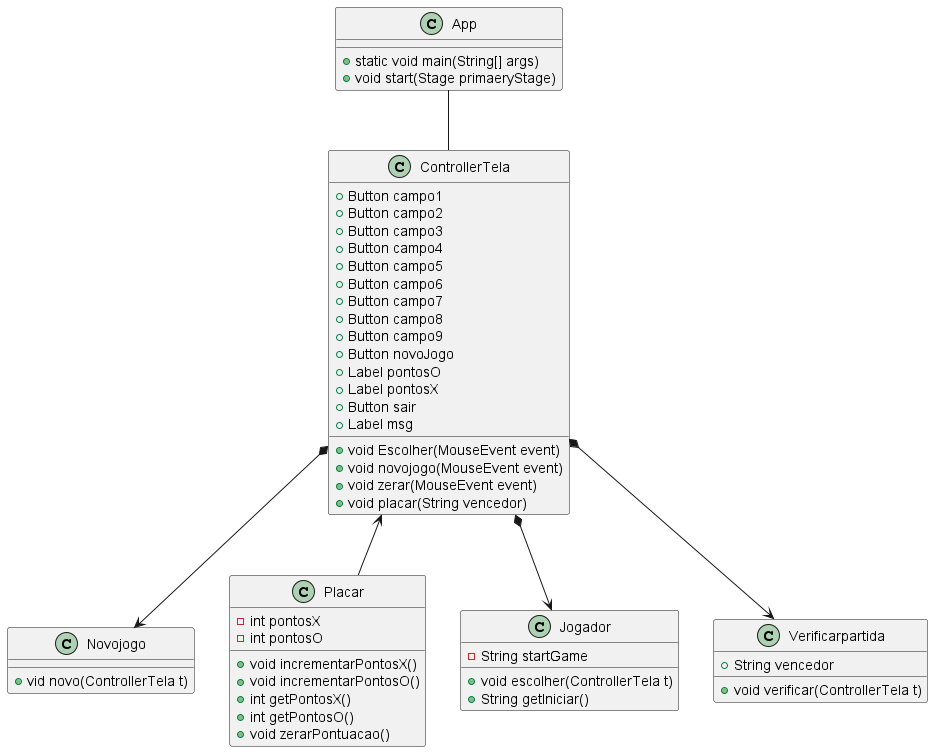 C App
static void main(String[] args)
void start(Stage primaeryStage)
C ControllerTela
Button campo1
Button campo2
Button campo3
Button campo4
Button campo5
Button campo6
Button campo7
Button campo8
Button campo9
Button novoJogo
Label pontosO
Label pontosX
Button sair
Label msg
void Escolher(MouseEvent event)
void novojogo(MouseEvent event)
void zerar(MouseEvent event)
void placar(String vencedor)
C Novojogo
vid novo(ControllerTela t)
C Placar
int pontosX
int pontosO
void incrementarPontosX()
void incrementarPontosO()
int getPontosX()
int getPontosO()
void zerarPontuacao()
C Jogador
String startGame
void escolher(ControllerTela t)
String getIniciar()
C Verificarpartida
String vencedor
void verificar(ControllerTela t)